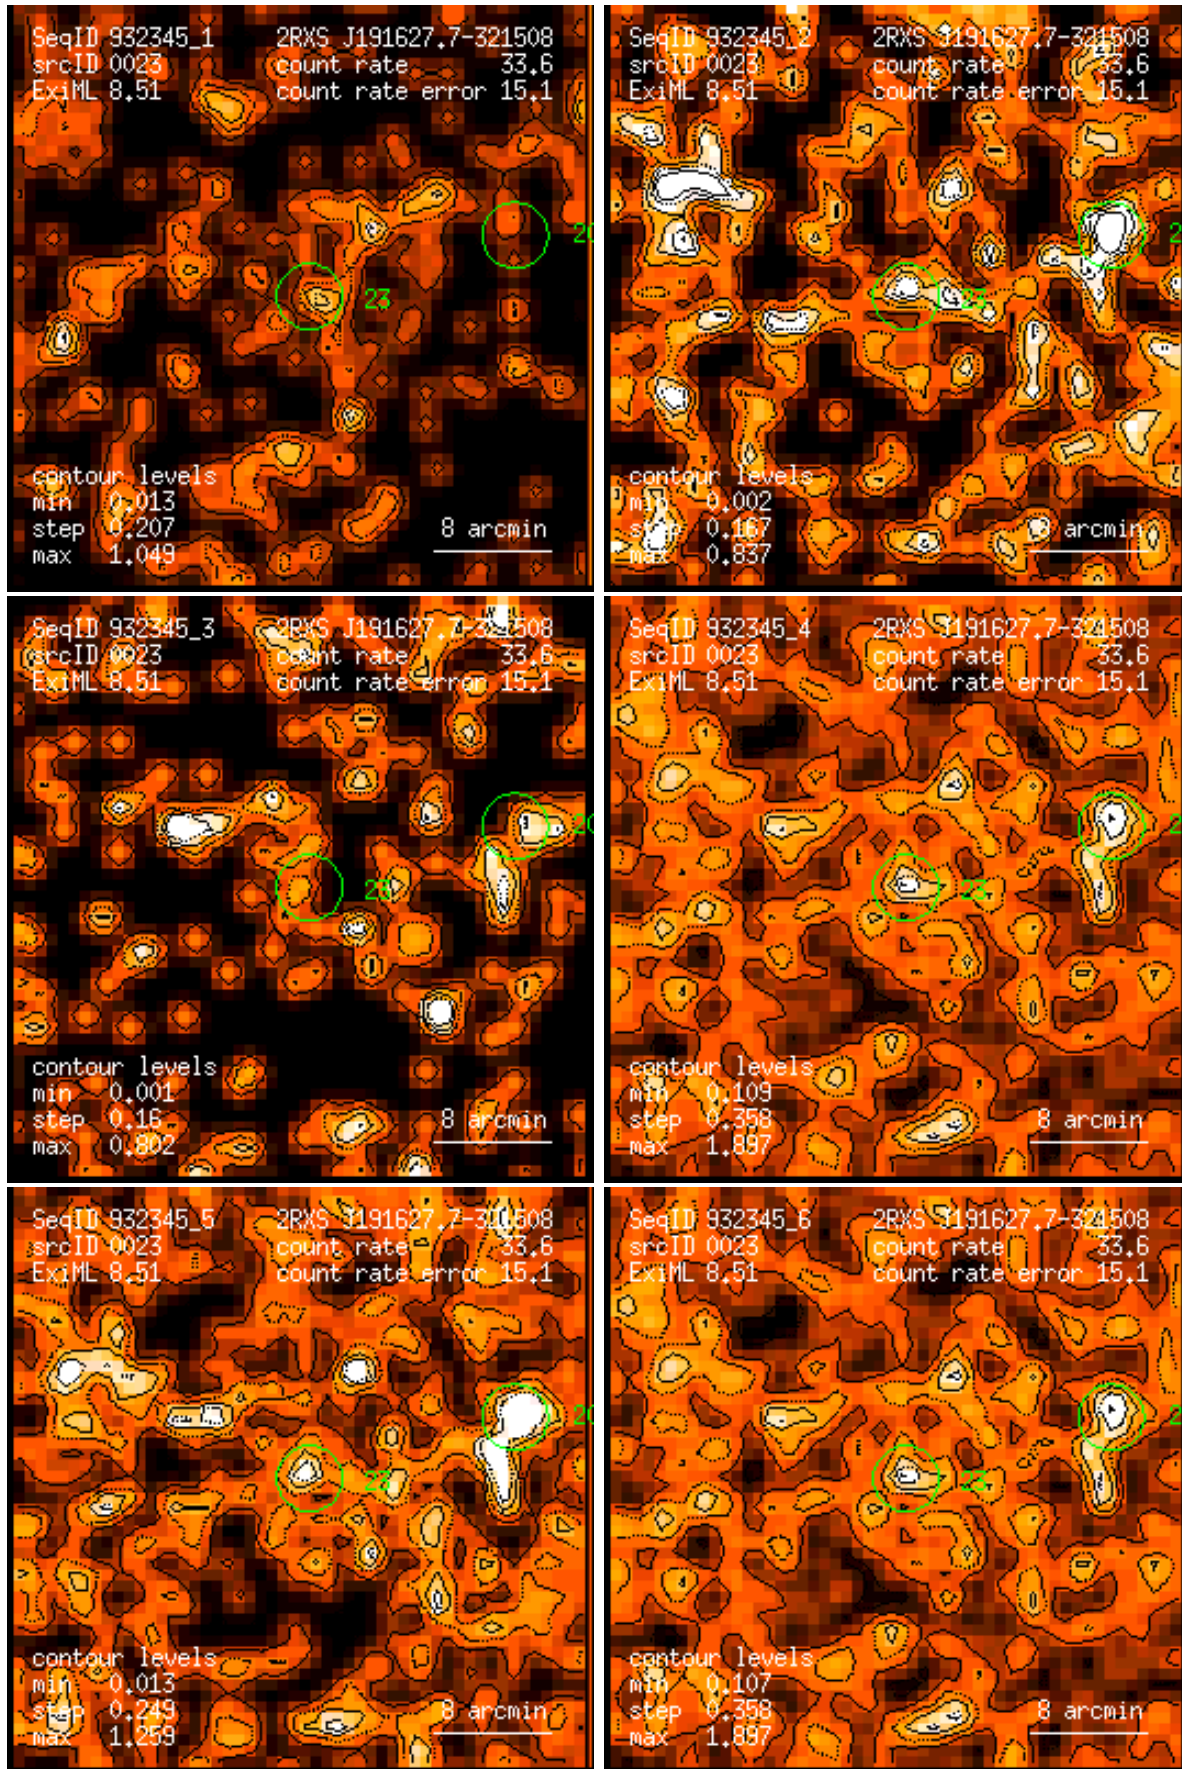 SeqID 932345_1 2RXS J191627.7-321508
srcID 0023 count rate 33.6
ExiML 8.51 count rate error 15.1
20
23
contour levels
min 0.013
step 0.207 8 arcmin
max 1.049
SeqID 932345_2 2RXS J191627.7-321508
srcID 0023 count rate 33.6
ExiML 8.51 count rate error 15.1
2
23
contour levels
min 0.002
step 0.167 8 arcmin
max 0.837
SeqID 932345_3 2RXS J191627.7-321508
srcID 0023 count rate 33.6
ExiML 8.51 count rate error 15.1
20
23
contour levels
min 0.001
step 0.16 8 arcmin
max 0.802
SeqID 932345_4 2RXS J191627.7-321508
srcID 0023 count rate 33.6
ExiML 8.51 count rate error 15.1
2
23
contour levels
min 0.109
step 0.358 8 arcmin
max 1.897
SeqID 932345_5 2RXS J191627.7-321508
srcID 0023 count rate 33.6
ExiML 8.51 count rate error 15.1
20
23
contour levels
min 0.013
step 0.249 8 arcmin
max 1.259
SeqID 932345_6 2RXS J191627.7-321508
srcID 0023 count rate 33.6
ExiML 8.51 count rate error 15.1
2
23
contour levels
min 0.107
step 0.358 8 arcmin
max 1.897